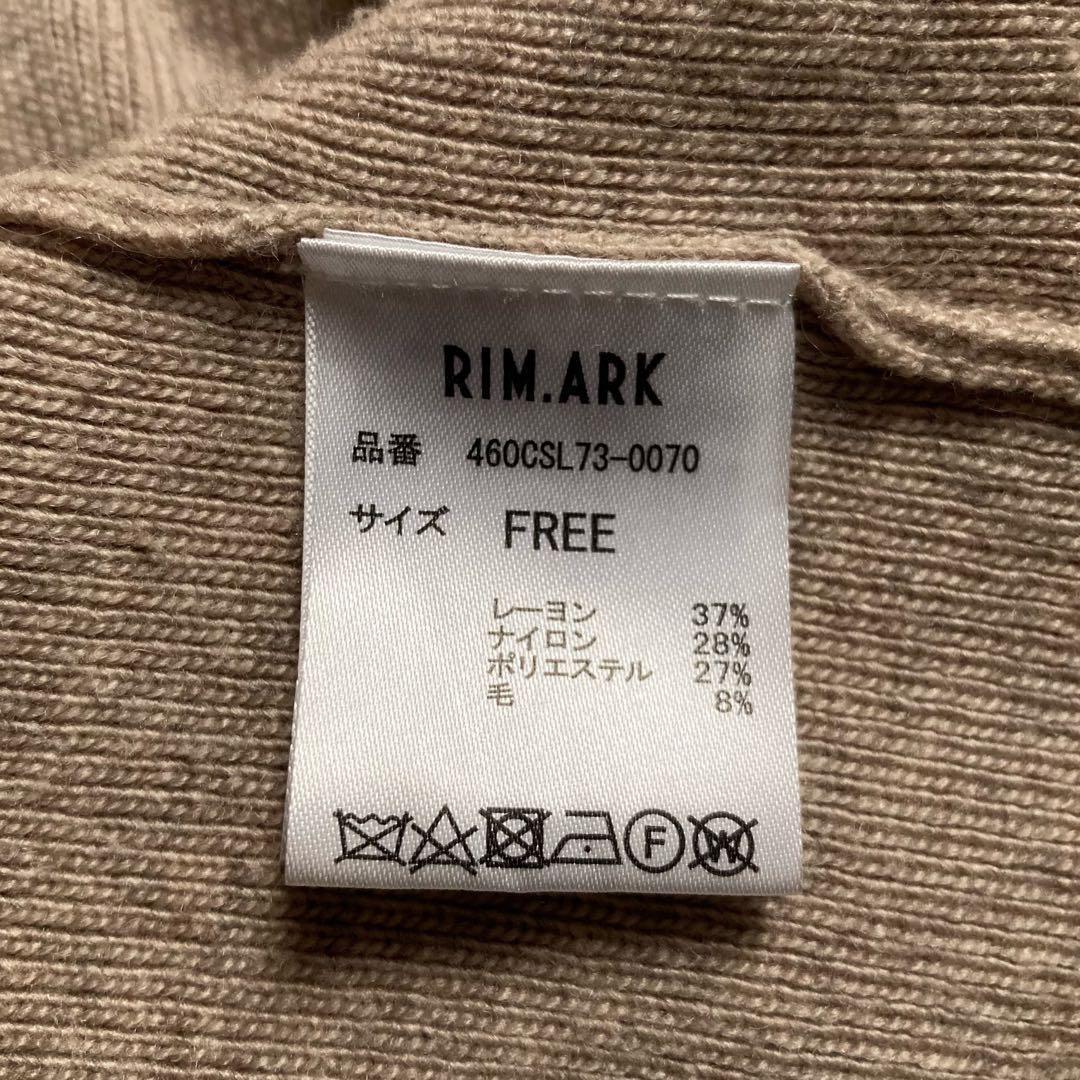 RIM.ARK
品番 460CSL73-0070
サイズ FREE
レーヨン 37%
ナイロン 28%
ポリエステル 27%
毛 8%
F W